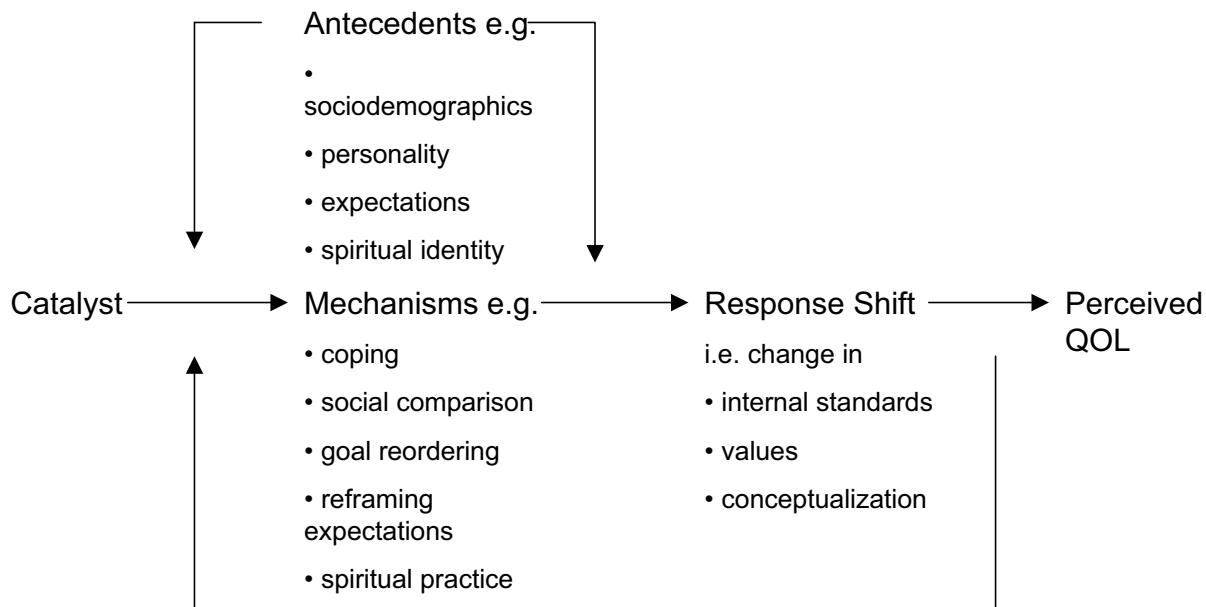 Antecedents e.g.
•
sociodemographics
• personality
• expectations
• spiritual identity
Catalyst
Mechanisms e.g.
• coping
• social comparison
• goal reordering
• reframing
expectations
• spiritual practice
Response Shift
i.e. change in
• internal standards
• values
• conceptualization
Perceived
QOL